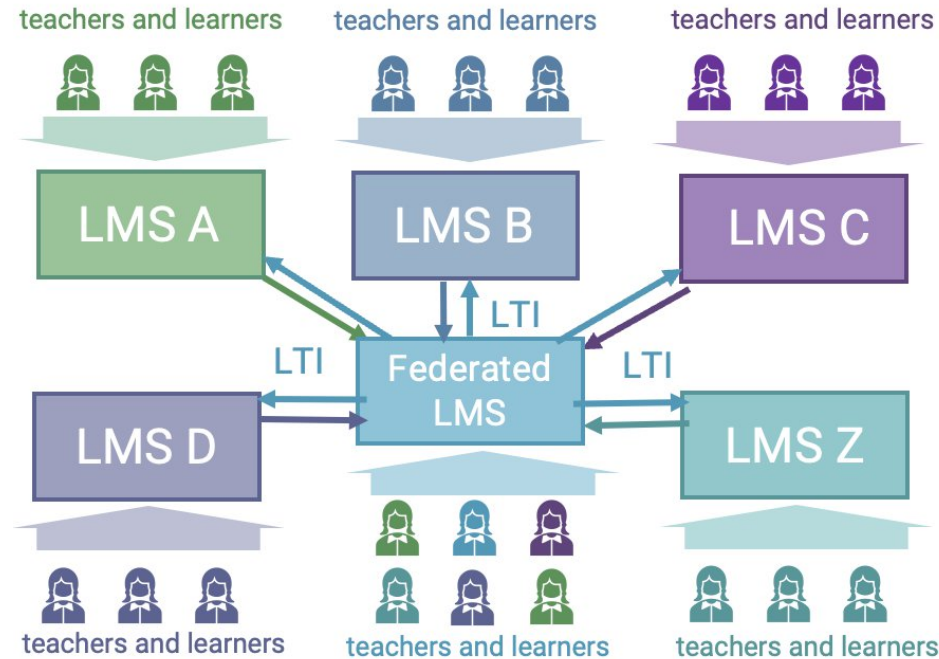 teachers and learners
teachers and learners
teachers and learners
LMS A
LMS B
LMS C
LTI
LTI
LTI
Federated
LMS
LMS D
LMS Z
teachers and learners
teachers and learners
teachers and learners